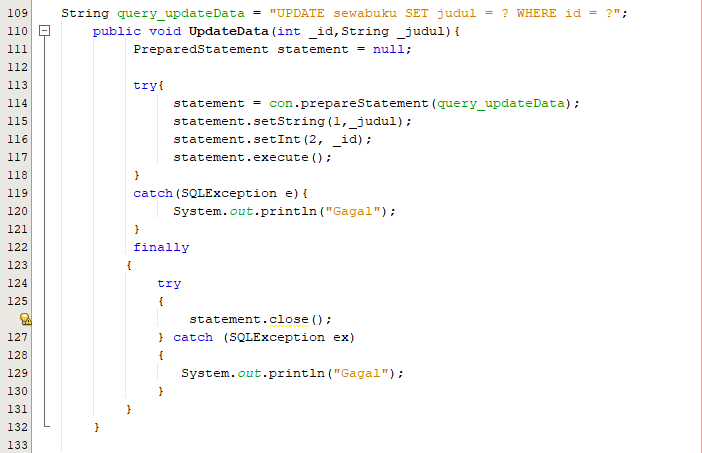 109 String query_updateData = "UPDATE sewabuku SET judul = ? WHERE id = ?";
110 public void UpdateData(int _id,String _judul){
111 PreparedStatement statement = null;
112
113 try{
114 statement = con.prepareStatement(query_updateData);
115 statement.setString(1,_judul);
116 statement.setInt(2, _id);
117 statement.execute();
118 }
119 catch(SQLException e){
120 System.out.println("Gagal");
121 }
122 finally
123 {
124 try
125 {
statement.close();
127 } catch (SQLException ex)
128 {
129 System.out.println("Gagal");
130 }
131 }
132 }
133